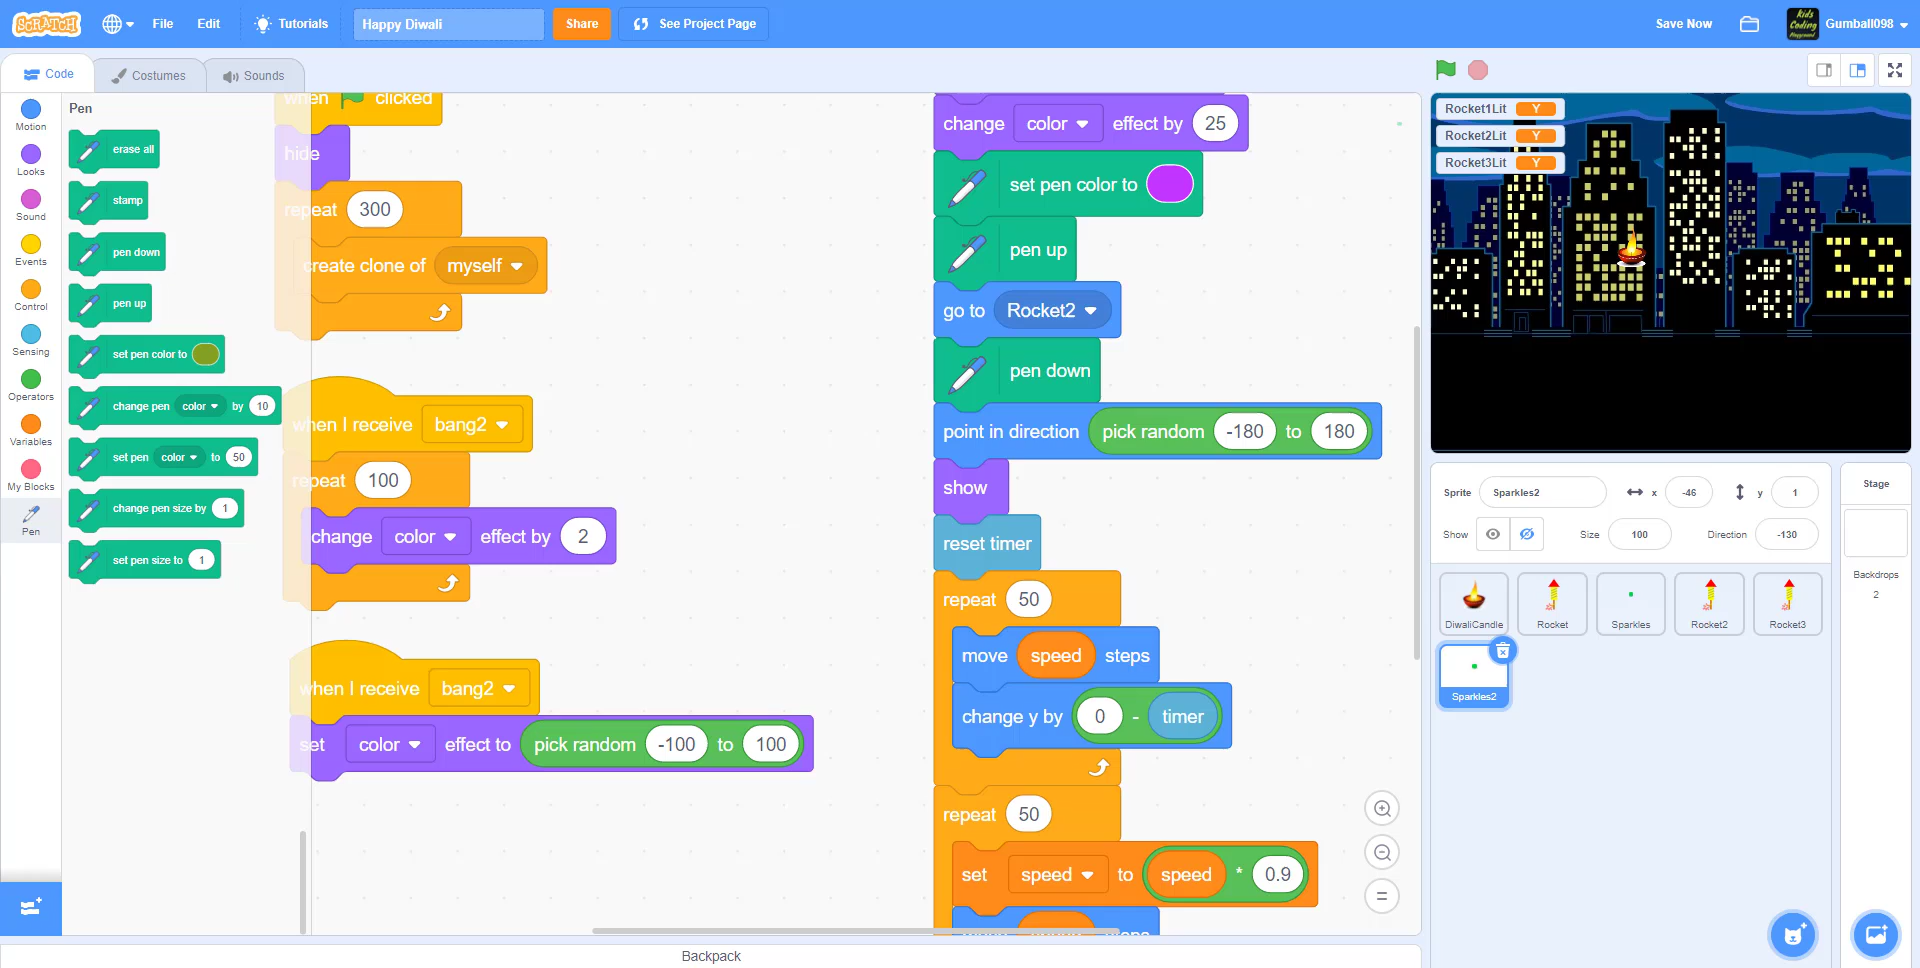 SCRATCH File Edit Tutorials Happy Diwali Share See Project Page Save Now Kids Coding Playground Gumball098
Code Costumes Sounds
Motion
Looks
Sound
Events
Control
Sensing
Operators
Variables
My Blocks
Pen
Pen
erase all
stamp
pen down
pen up
set pen color to
change pen color by 10
set pen color to 50
change pen size by 1
set pen size to 1
when clicked
hide
repeat 300
create clone of myself
when I receive bang2
repeat 100
change color effect by 2
when I receive bang2
set color effect to pick random -100 to 100
change color effect by 25
set pen color to
pen up
go to Rocket2
pen down
point in direction pick random -180 to 180
show
reset timer
repeat 50
move speed steps
change y by 0 - timer
repeat 50
set speed to speed * 0.9
Backpack
Rocket1Lit Y
Rocket2Lit Y
Rocket3Lit Y
Sprite Sparkles2 x -46 y 1
Show Size 100 Direction -130
DiwaliCandle Rocket Sparkles Rocket2 Rocket3
Sparkles2
Stage
Backdrops
2